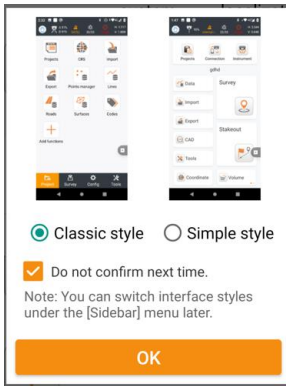 Projects
CRS
Import
Export
Points manager
Lines
Roads
Surfaces
Codes
Add functions
Project
Survey
Config
Tools
Projects
Connection
Instrument
Data
Survey
Import
Export
Stakeout
CAD
Tools
Coordinate
Volume
Classic style
Simple style
Do not confirm next time.
Note: You can switch interface styles
under the [Sidebar] menu later.
OK